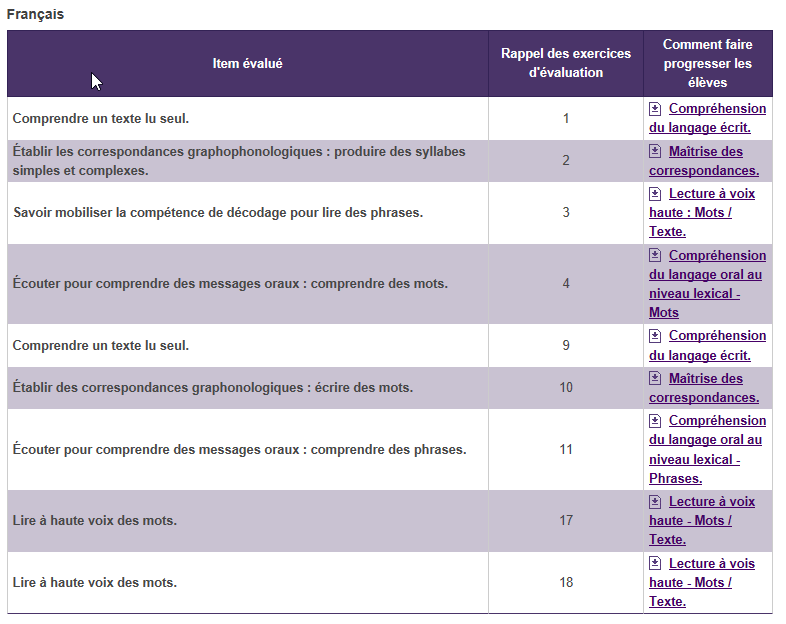 Français
Item évalué
Rappel des exercices
d'évaluation
Comment faire
progresser les
élèves
Comprendre un texte lu seul.
1
Compréhension
du langage écrit.
Établir les correspondances graphophonologiques : produire des syllabes
simples et complexes.
2
Maîtrise des
correspondances.
Savoir mobiliser la compétence de décodage pour lire des phrases.
3
Lecture à voix
haute : Mots /
Texte.
Écouter pour comprendre des messages oraux : comprendre des mots.
4
Compréhension
du langage oral au
niveau lexical -
Mots
Comprendre un texte lu seul.
9
Compréhension
du langage écrit.
Établir des correspondances graphonologiques : écrire des mots.
10
Maîtrise des
correspondances.
Écouter pour comprendre des messages oraux : comprendre des phrases.
11
Compréhension
du langage oral au
niveau lexical -
Phrases.
Lire à haute voix des mots.
17
Lecture à voix
haute - Mots /
Texte.
Lire à haute voix des mots.
18
Lecture à vois
haute - Mots /
Texte.